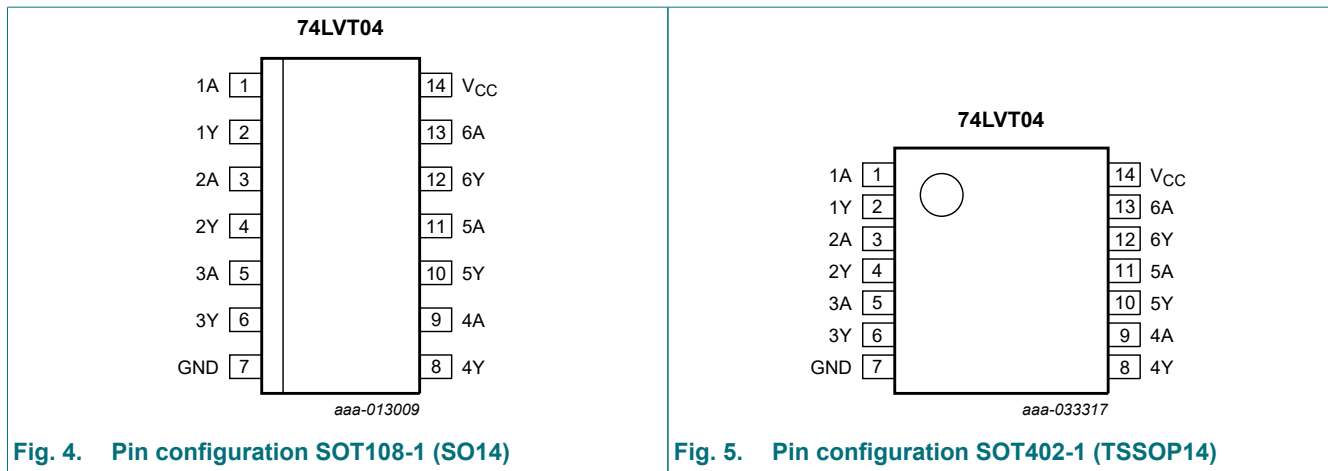 74LVT04
1A 1 14 VCC
1Y 2 13 6A
2A 3 12 6Y
2Y 4 11 5A
3A 5 10 5Y
3Y 6 9 4A
GND 7 8 4Y
aaa-013009
Fig. 4. Pin configuration SOT108-1 (SO14)
74LVT04
1A 1 14 VCC
1Y 2 13 6A
2A 3 12 6Y
2Y 4 11 5A
3A 5 10 5Y
3Y 6 9 4A
GND 7 8 4Y
aaa-033317
Fig. 5. Pin configuration SOT402-1 (TSSOP14)